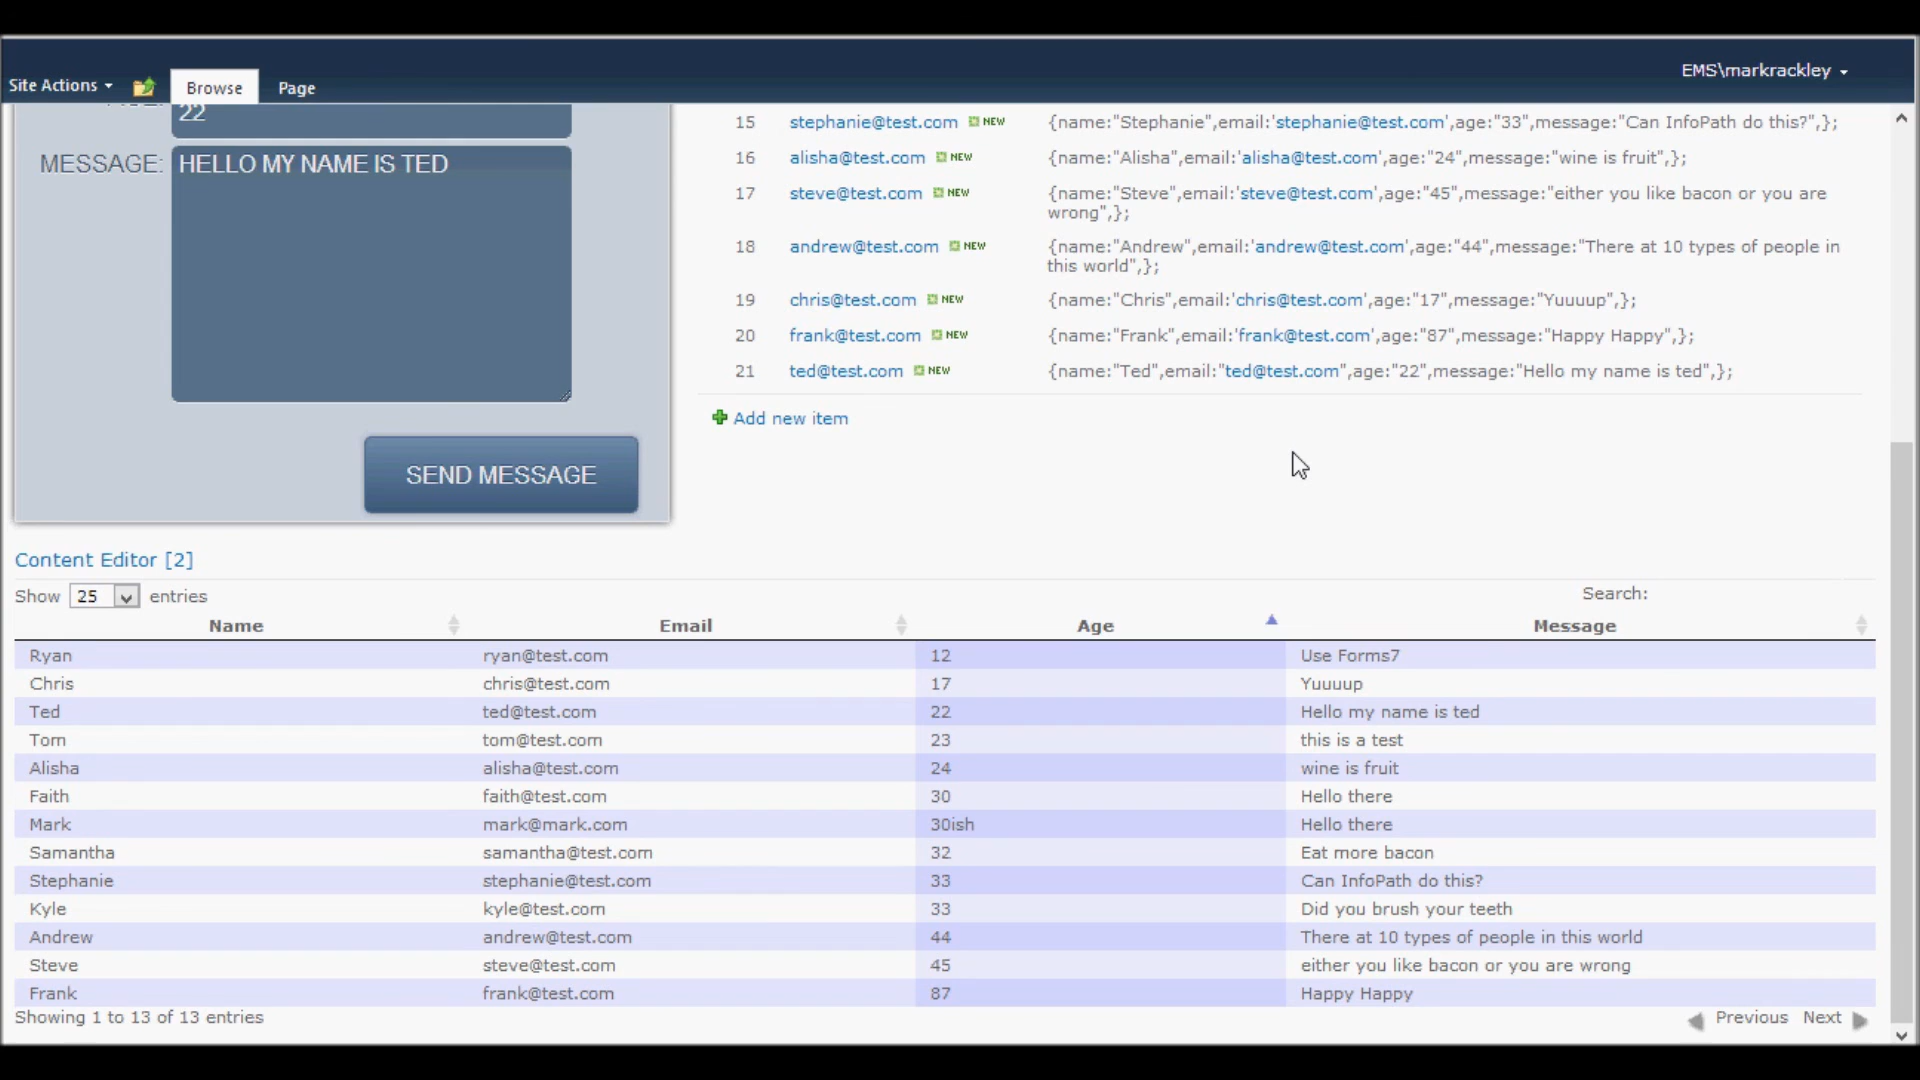 EMS\markrackley
Site Actions
Browse
Page
22
MESSAGE:
HELLO MY NAME IS TED
SEND MESSAGE
15 stephanie@test.com NEW {name:"Stephanie",email:'stephanie@test.com',age:"33",message:"Can InfoPath do this?",};
16 alisha@test.com NEW {name:"Alisha",email:'alisha@test.com',age:"24",message:"wine is fruit",};
17 steve@test.com NEW {name:"Steve",email:'steve@test.com',age:"45",message:"either you like bacon or you are
wrong",};
18 andrew@test.com NEW {name:"Andrew",email:'andrew@test.com',age:"44",message:"There at 10 types of people in
this world",};
19 chris@test.com NEW {name:"Chris",email:'chris@test.com',age:"17",message:"Yuuuup",};
20 frank@test.com NEW {name:"Frank",email:'frank@test.com',age:"87",message:"Happy Happy",};
21 ted@test.com NEW {name:"Ted",email:"ted@test.com",age:"22",message:"Hello my name is ted",};
Add new item
Content Editor [2]
Show 25 entries
Search:
Name Email Age Message
Ryan ryan@test.com 12 Use Forms7
Chris chris@test.com 17 Yuuuup
Ted ted@test.com 22 Hello my name is ted
Tom tom@test.com 23 this is a test
Alisha alisha@test.com 24 wine is fruit
Faith faith@test.com 30 Hello there
Mark mark@mark.com 30ish Hello there
Samantha samantha@test.com 32 Eat more bacon
Stephanie stephanie@test.com 33 Can InfoPath do this?
Kyle kyle@test.com 33 Did you brush your teeth
Andrew andrew@test.com 44 There at 10 types of people in this world
Steve steve@test.com 45 either you like bacon or you are wrong
Frank frank@test.com 87 Happy Happy
Showing 1 to 13 of 13 entries
Previous Next